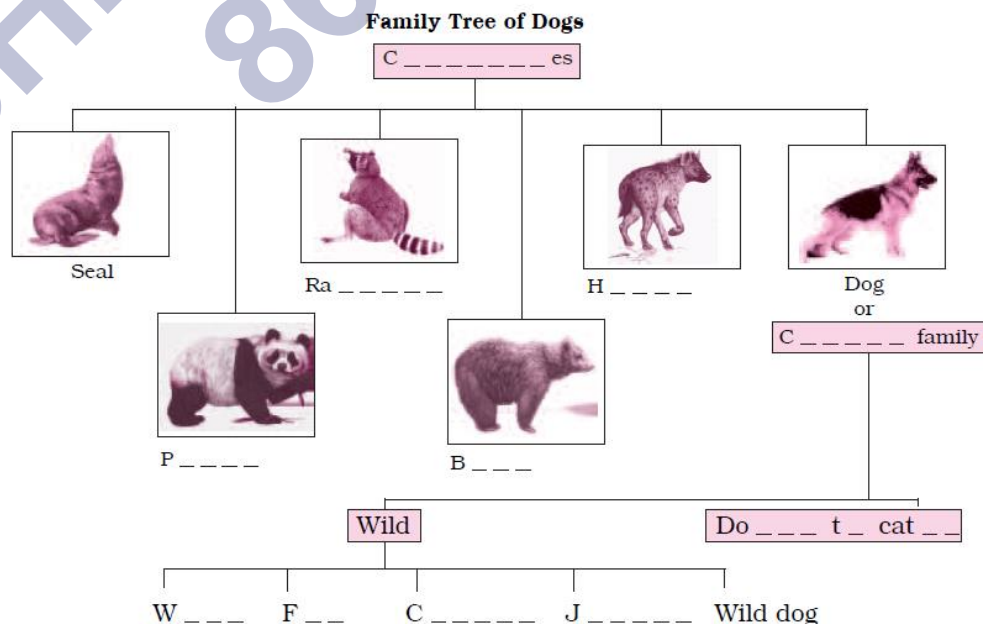 Family Tree of Dogs
C _ _ _ _ _ _ _ es
Seal
Ra _ _ _ _ _
H _ _ _ _
Dog
or
C _ _ _ _ _ family
P _ _ _ _
B _ _ _
Wild
Do _ _ _ t _ cat _ _
W _ _ _ F _ _ C _ _ _ _ _ J _ _ _ _ _ Wild dog